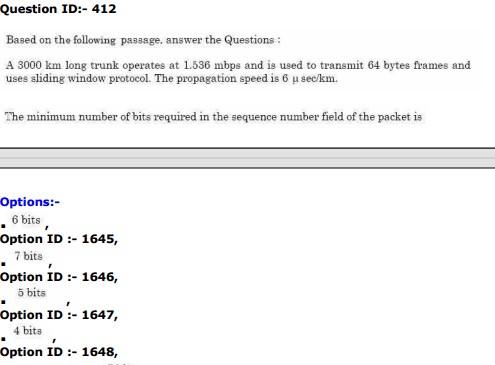 Question ID:- 412
Based on the following passage, answer the Questions :
A 3000 km long trunk operates at 1.536 mbps and is used to transmit 64 bytes frames and
uses sliding window protocol. The propagation speed is 6 μ sec/km.
The minimum number of bits required in the sequence number field of the packet is
Options:-
▪ 6 bits ,
Option ID :- 1645,
▪ 7 bits ,
Option ID :- 1646,
▪ 5 bits ,
Option ID :- 1647,
▪ 4 bits ,
Option ID :- 1648,